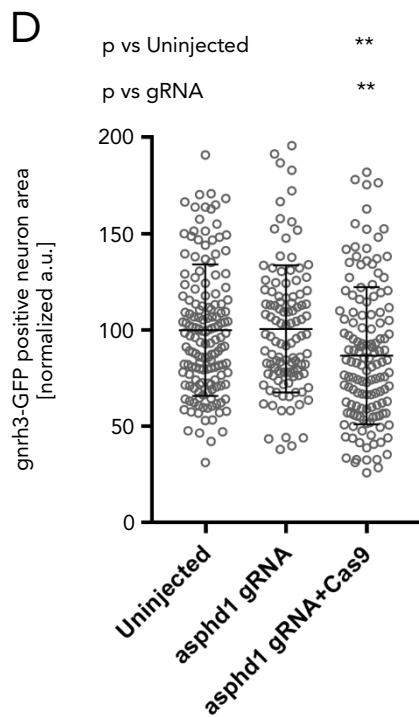 D
p vs Uninjected **
p vs gRNA **
gnrh3-GFP positive neuron area
[normalized a.u.]
200
150
100
50
0
Uninjected
asphd1 gRNA
asphd1 gRNA+Cas9